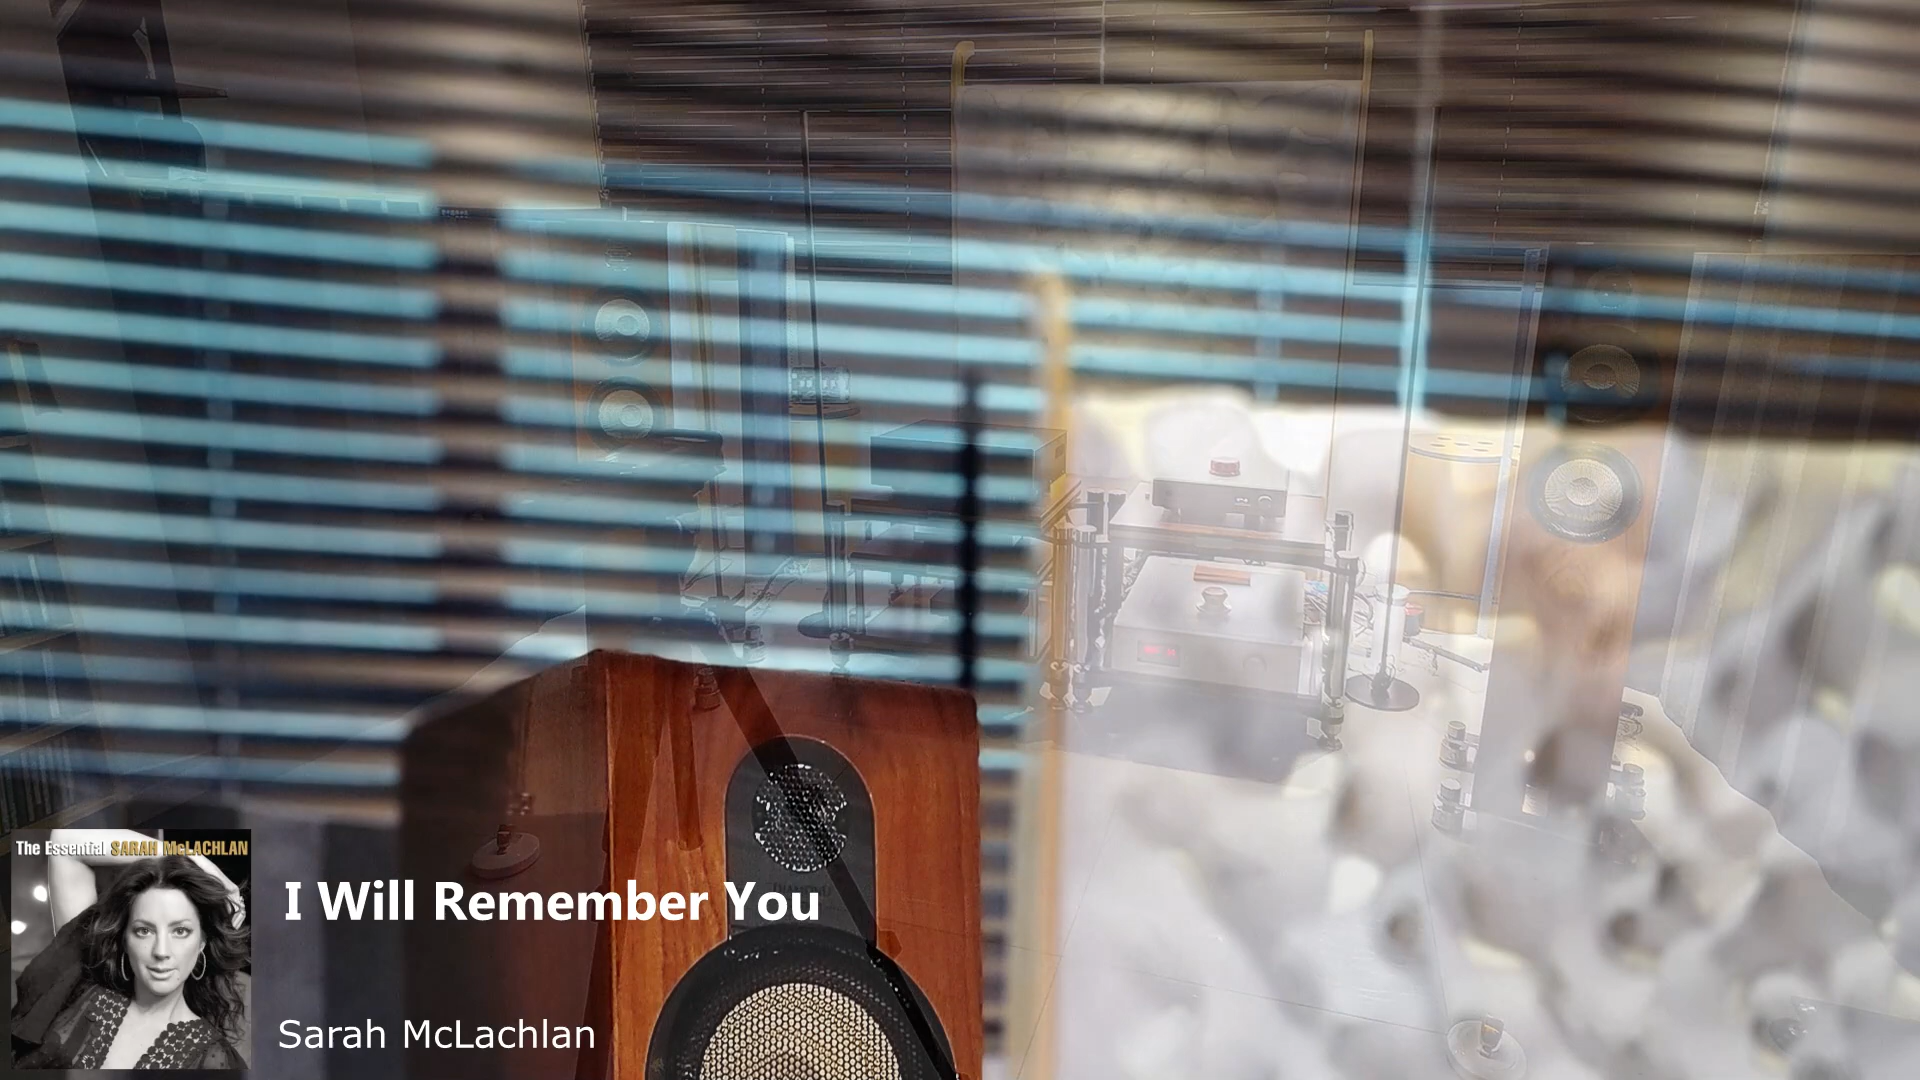 The Essential SARAH McLACHLAN
I Will Remember You
Sarah McLachlan